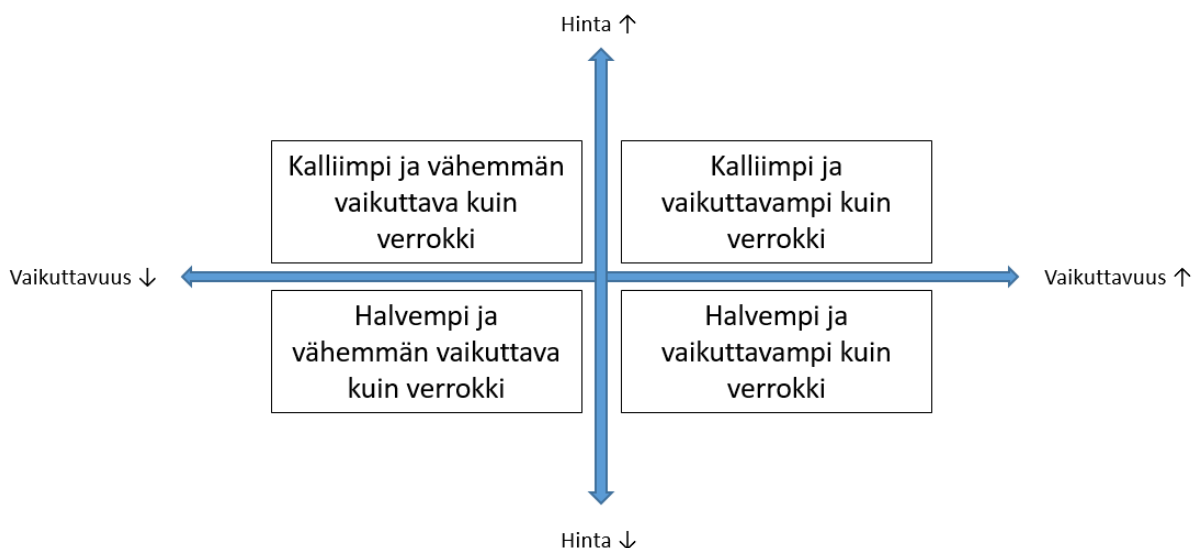 Hinta ↑
Kalliimpi ja vähemmän
vaikuttava kuin
verrokki
Kalliimpi ja
vaikuttavampi kuin
verrokki
Vaikuttavuus ↓
Vaikuttavuus ↑
Halvempi ja
vähemmän vaikuttava
kuin verrokki
Halvempi ja
vaikuttavampi kuin
verrokki
Hinta ↓